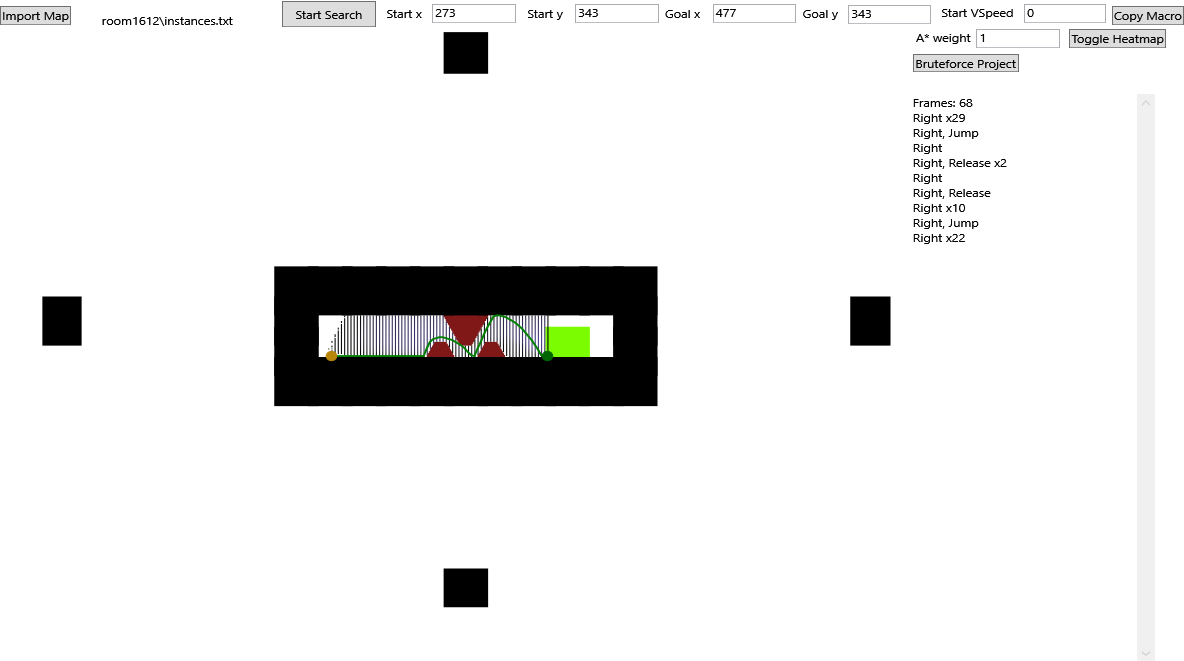 Import Map
room1612\instances.txt
Start Search
Start x 273
Start y 343
Goal x 477
Goal y 343
Start VSpeed 0
Copy Macro
A* weight 1
Toggle Heatmap
Bruteforce Project
Frames: 68
Right x29
Right, Jump
Right
Right, Release x2
Right
Right, Release
Right x10
Right, Jump
Right x22